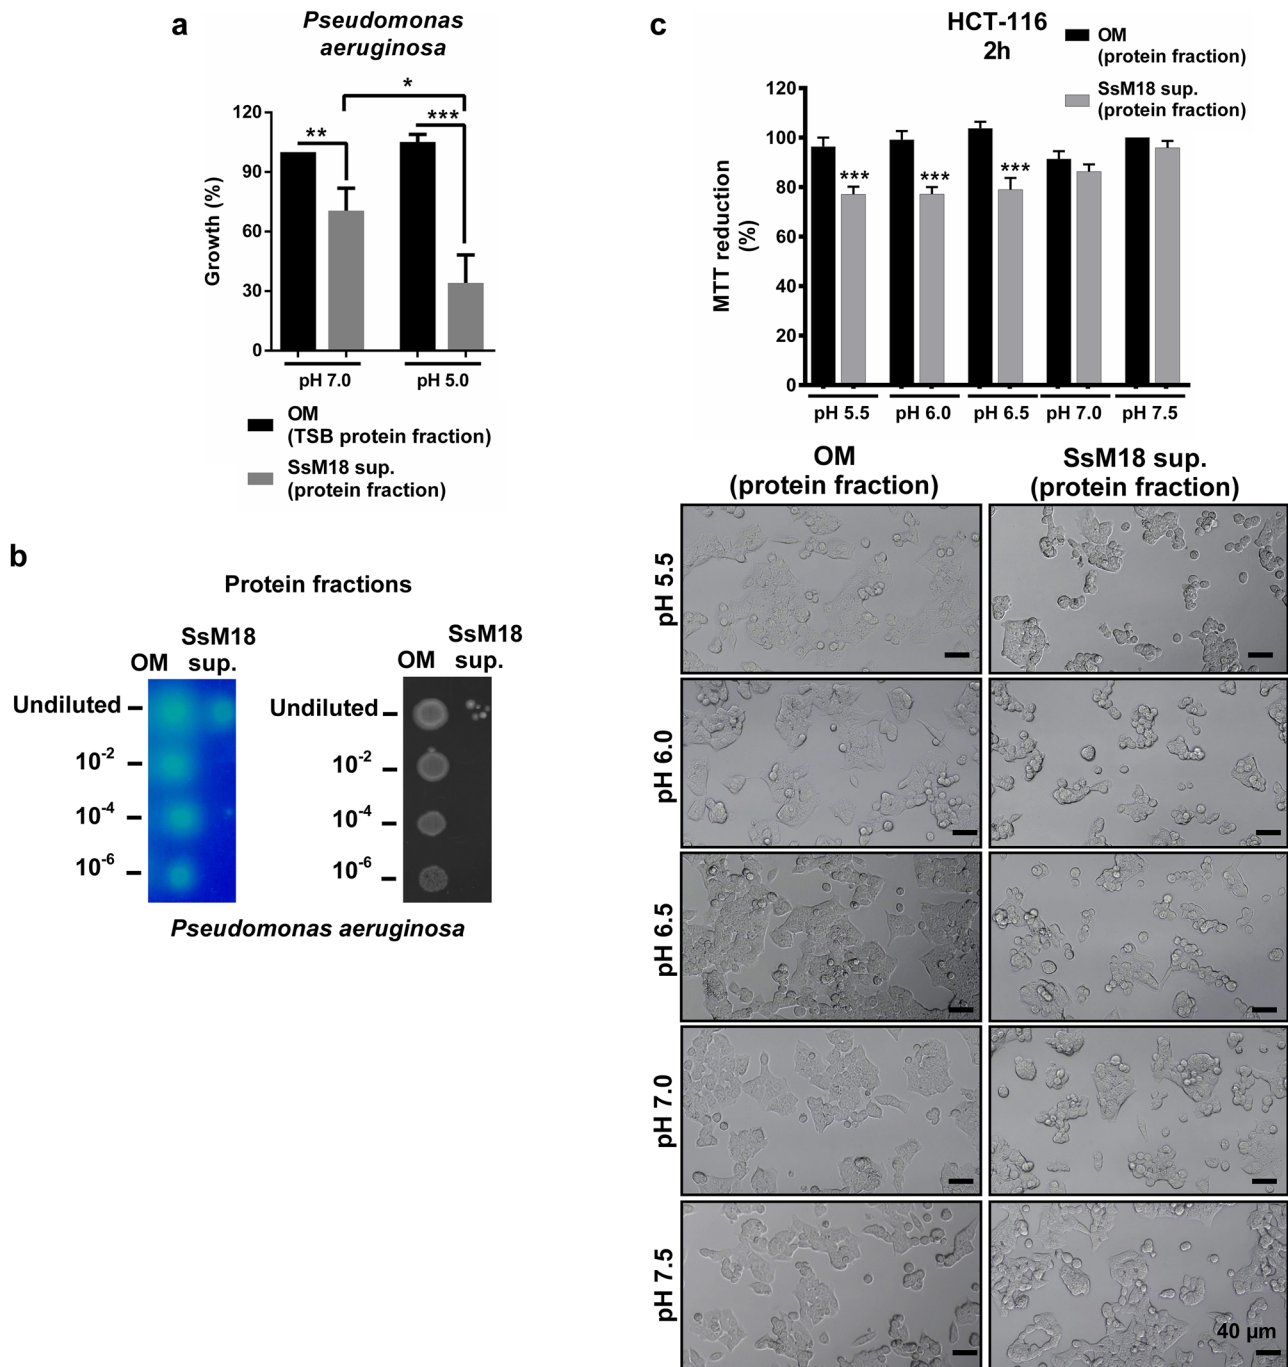 a
Pseudomonas
aeruginosa
*
**
***
120
90
60
30
0
Growth (%)
pH 7.0
pH 5.0
OM
(TSB protein fraction)
SsM18 sup.
(protein fraction)
b
Protein fractions
OM
SsM18
sup.
Undiluted
10-2
10-4
10-6
OM
SsM18
sup.
Undiluted
10-2
10-4
10-6
Pseudomonas aeruginosa
c
HCT-116
2h
OM
(protein fraction)
SsM18 sup.
(protein fraction)
120
100
80
60
40
20
0
MTT reduction
(%)
***
***
***
pH 5.5
pH 6.0
pH 6.5
pH 7.0
pH 7.5
OM
(protein fraction)
SsM18 sup.
(protein fraction)
pH 5.5
pH 6.0
pH 6.5
pH 7.0
pH 7.5
40 µm